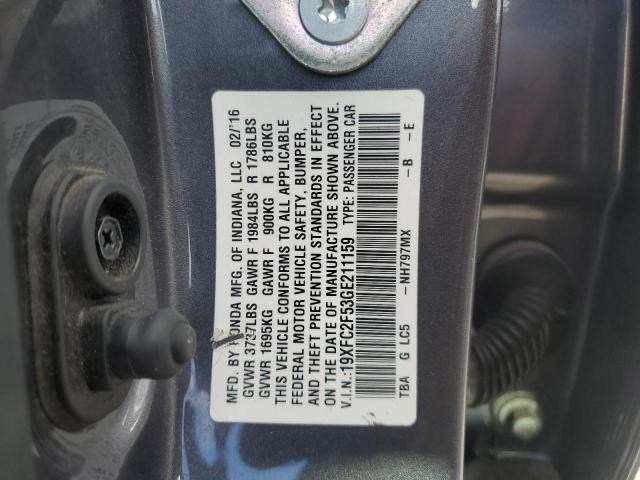 MFD. BY HONDA MFG. OF INDIANA, LLC 02/'16
GVWR 3737LBS GAWR F 1984LBS R 1786LBS
GVWR 1695KG GAWR F 900KG R 810KG
THIS VEHICLE CONFORMS TO ALL APPLICABLE
FEDERAL MOTOR VEHICLE SAFETY, BUMPER,
AND THEFT PREVENTION STANDARDS IN EFFECT
ON THE DATE OF MANUFACTURE SHOWN ABOVE.
V.I.N.:19XFC2F53GE211159 TYPE: PASSENGER CAR
TBA G LC5 -NH797MX -B -E